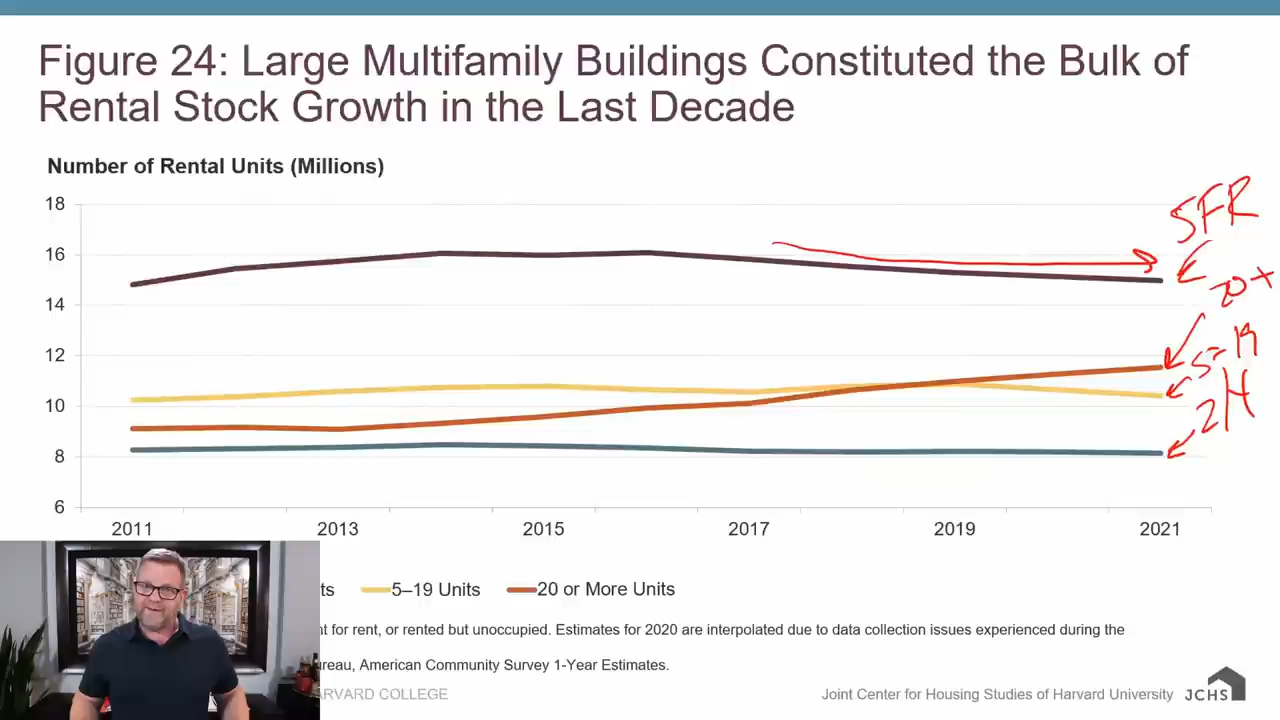 Figure 24: Large Multifamily Buildings Constituted the Bulk of
Rental Stock Growth in the Last Decade
Number of Rental Units (Millions)
18
16
14
12
10
8
6
2011
2013
2015
2017
2019
2021
SFR
20+
5-19
2-4
ts
5–19 Units
20 or More Units
nt for rent, or rented but unoccupied. Estimates for 2020 are interpolated due to data collection issues experienced during the
ureau, American Community Survey 1-Year Estimates.
ARVARD COLLEGE
Joint Center for Housing Studies of Harvard University
JCHS